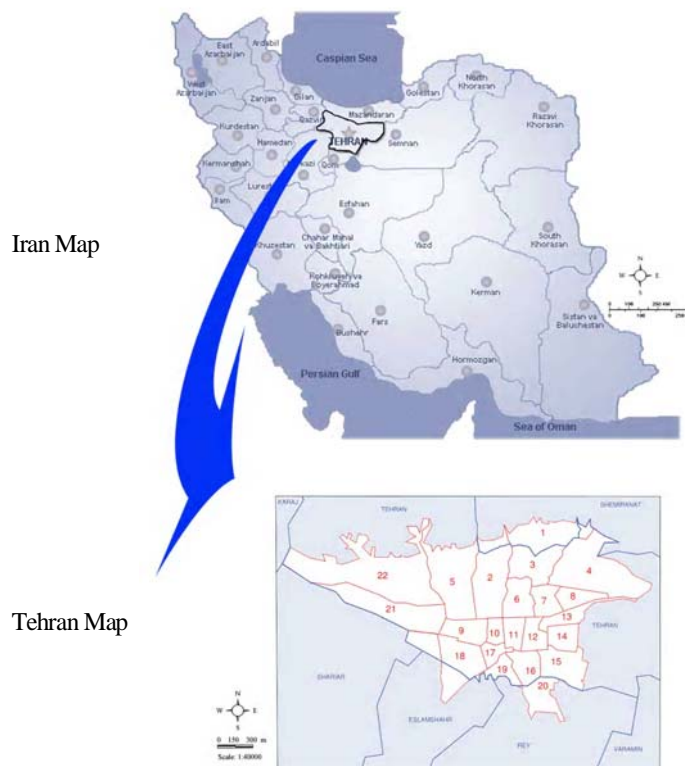 East
Azarbaijan
Ardabil
Caspian Sea
West
Azarbaijan
Zanjan
Gilan
Golestan
North
Khorasan
Qazvin
Mazandaran
Razavi
Khorasan
Kurdestan
Hamedan
TEHRAN
Semnan
Kermanshah
Qom
Ilam
Esfahan
Iran Map
Chahar Mahal
va Bakhtiari
Yazd
South
Khorasan
Kohkiluyeh va
Boyerahmad
Kerman
Fars
Sistan va
Baluchestan
Bushehr
N
W E
S
Persian Gulf
Hormozgan
Sea of Oman
KARAJ
TEHRAN
SHEMIRANAT
1
22
5
2
3
4
6
7
8
21
13
Tehran Map
9
10
11
12
14
TEHRAN
18
17
19
16
15
20
SHARIAR
ESLAMSHAHR
REY
VARAMIN
N
W E
S
0 150 300 m
Scale: 1:40000